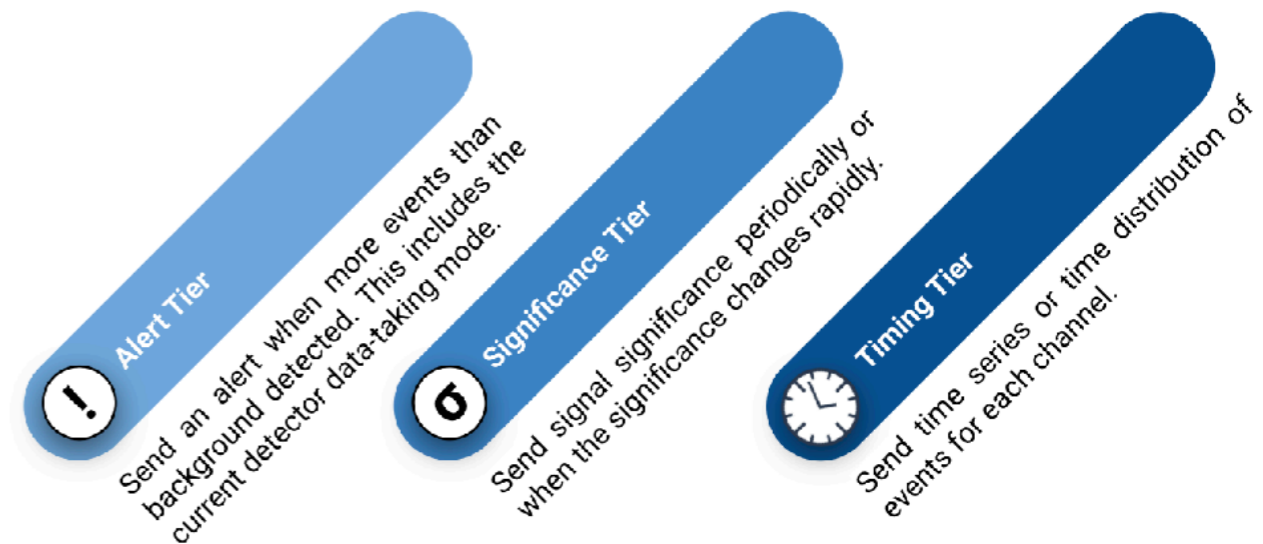 Alert Tier
!
Send an alert when more events than
background detected. This includes the
current detector data-taking mode.
Significance Tier
σ
Send signal significance periodically or
when the significance changes rapidly.
Timing Tier
Send time series or time distribution of
events for each channel.